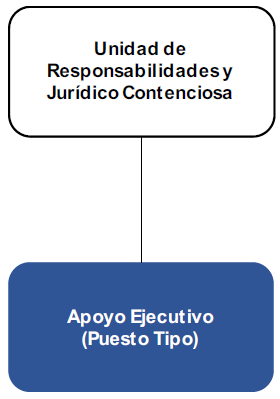 Unidad de
Responsabilidades y
Jurídico Contenciosa
Apoyo Ejecutivo
(Puesto Tipo)